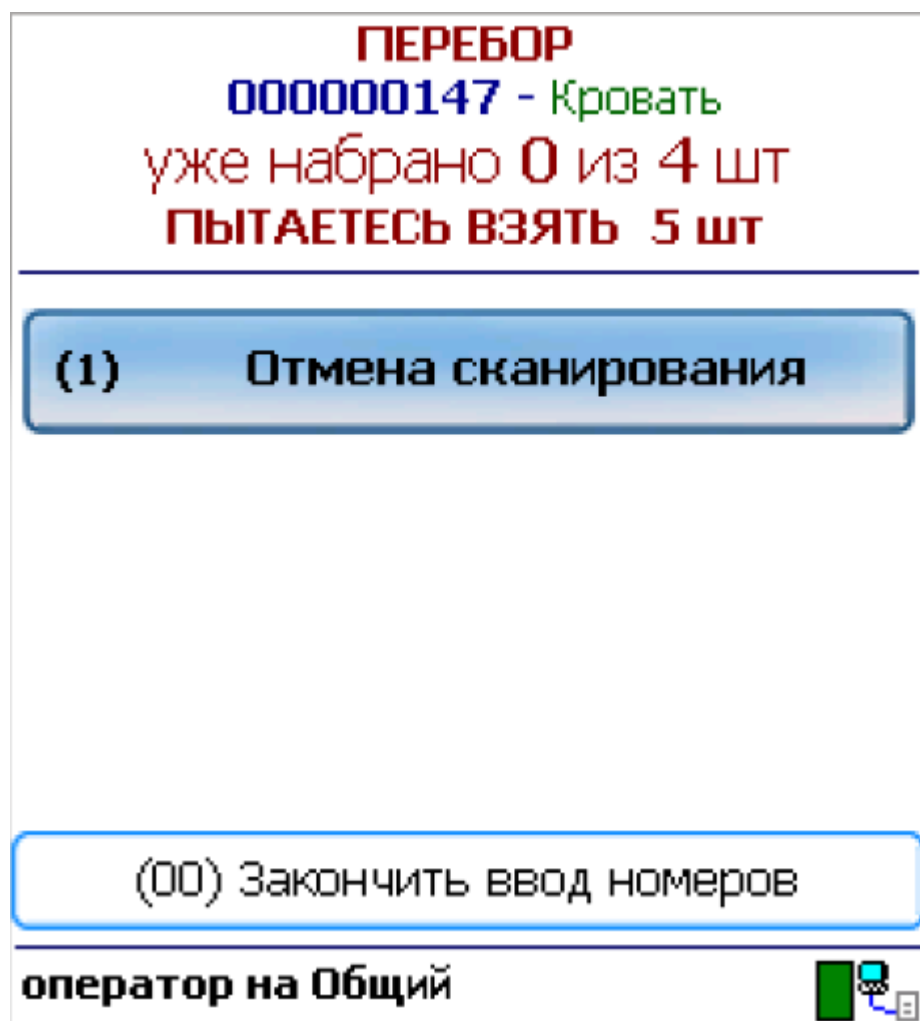 ПЕРЕБОР
000000147 - Кровать
уже набрано 0 из 4 шт
ПЫТАЕТЕСЬ ВЗЯТЬ 5 шт
(1) Отмена сканирования
(00) Закончить ввод номеров
оператор на Общий